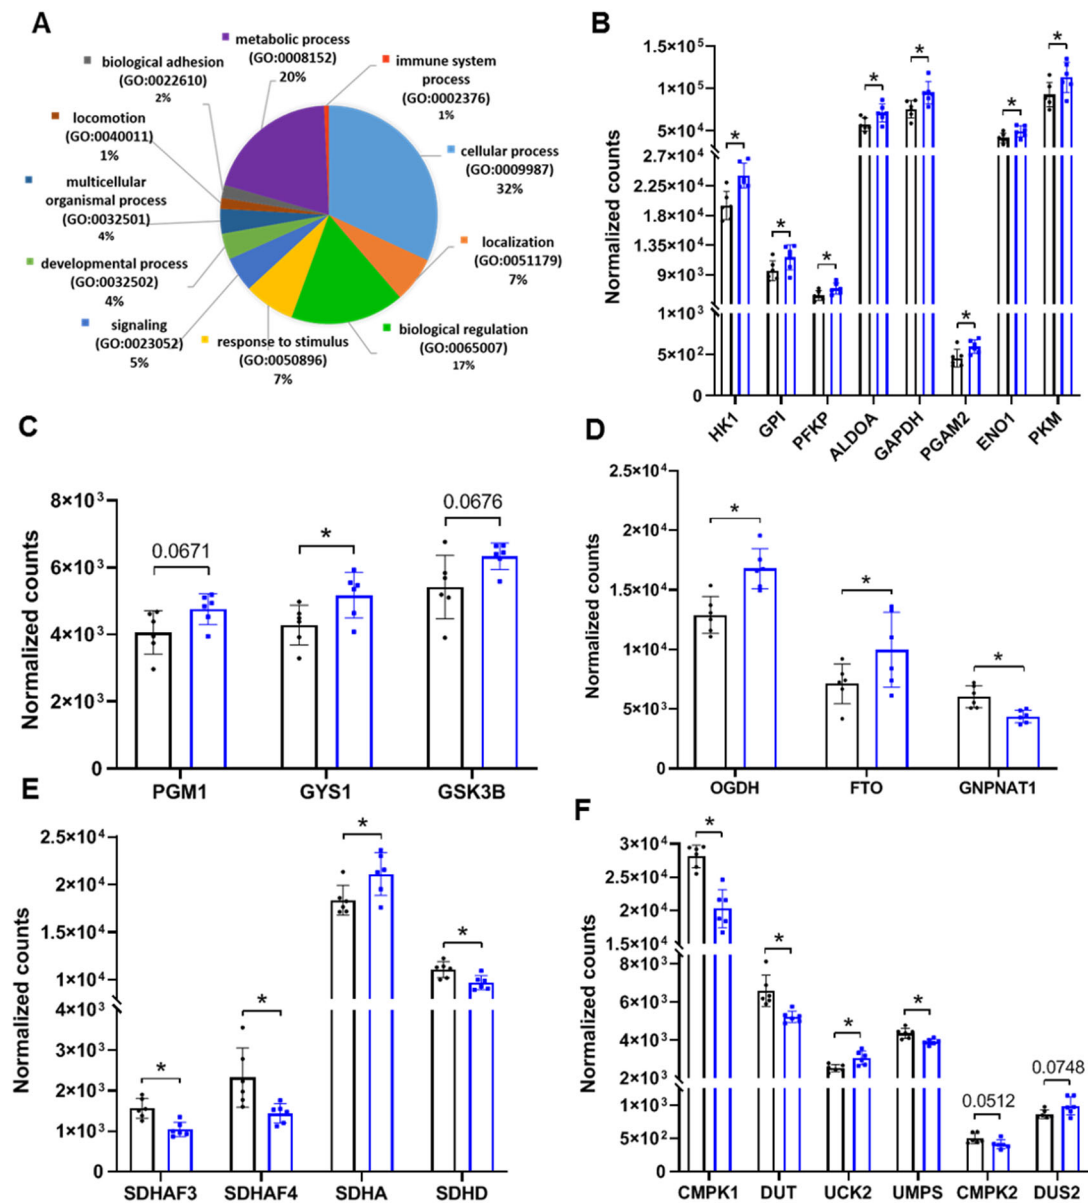 A
metabolic process
(GO:0008152)
20%
immune system
process
(GO:0002376)
1%
biological adhesion
(GO:0022610)
2%
locomotion
(GO:0040011)
1%
cellular process
(GO:0009987)
32%
multicellular
organismal process
(GO:0032501)
4%
localization
(GO:0051179)
7%
developmental process
(GO:0032502)
4%
signaling
(GO:0023052)
5%
response to stimulus
(GO:0050896)
7%
biological regulation
(GO:0065007)
17%
B
Normalized counts
1.5×10⁵
1×10⁵
5×10⁴
2.7×10⁴
2.25×10⁴
1.8×10⁴
1.35×10⁴
9×10³
1×10³
5×10²
0
* * * * * * * *
HK1 GPI PFKP ALDOA GAPDH PGAM2 ENO1 PKM
C
Normalized counts
8×10³
6×10³
4×10³
2×10³
0
0.0671 * 0.0676
PGM1 GYS1 GSK3B
D
Normalized counts
2.5×10⁴
2×10⁴
1.5×10⁴
1×10⁴
5×10³
0
* * *
OGDH FTO GNPNAT1
E
Normalized counts
2.5×10⁴
2×10⁴
1.5×10⁴
1×10⁴
4×10³
3×10³
2×10³
1×10³
0
* * * *
SDHAF3 SDHAF4 SDHA SDHD
F
Normalized counts
3×10⁴
2×10⁴
2×10⁴
1.5×10⁴
8×10³
6×10³
4×10³
2×10³
1×10³
5×10²
0
* * * * 0.0512 0.0748
CMPK1 DUT UCK2 UMPS CMPK2 DUS2